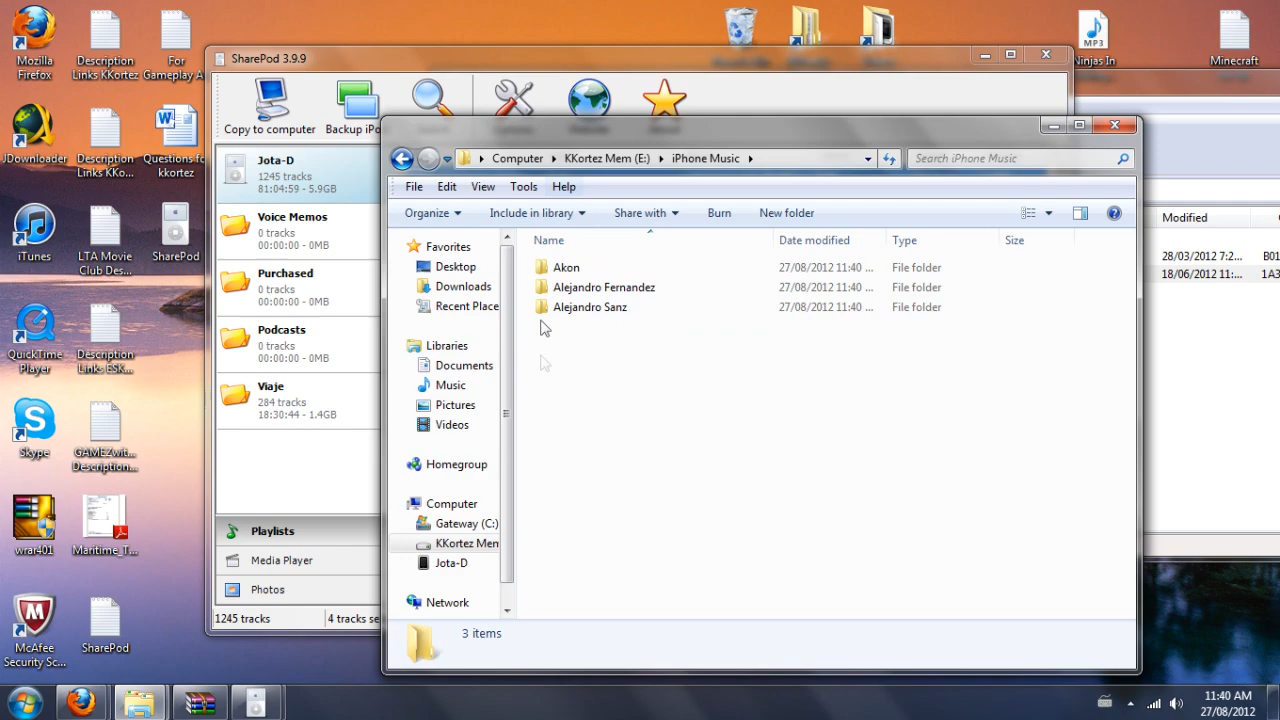 Mozilla
Firefox
Description
Links KKortez
For
Gameplay A
Ninjas In
MP3
Minecraft
JDownloader
Description
Links KKo...
Questions fo
kkortez
iTunes
LTA Movie
Club Des...
SharePod
QuickTime
Player
Description
Links ESK...
Skype
GAMEZwit...
Description...
wrar401
Maritime_T...
McAfee
Security Sc...
SharePod
SharePod 3.9.9
Copy to computer
Backup iPo
Jota-D
1245 tracks
81:04:59 - 5.9GB
Voice Memos
0 tracks
00:00:00 - 0MB
Purchased
0 tracks
00:00:00 - 0MB
Podcasts
0 tracks
00:00:00 - 0MB
Viaje
284 tracks
18:30:44 - 1.4GB
Playlists
Media Player
Photos
1245 tracks
4 tracks se
Computer
KKortez Mem (E:)
iPhone Music
Search iPhone Music
File Edit View Tools Help
Organize Include in library Share with Burn New folder
Name Date modified Type Size
Akon 27/08/2012 11:40 ... File folder
Alejandro Fernandez 27/08/2012 11:40 ... File folder
Alejandro Sanz 27/08/2012 11:40 ... File folder
Favorites
Desktop
Downloads
Recent Place
Libraries
Documents
Music
Pictures
Videos
Homegroup
Computer
Gateway (C:)
KKortez Mem
Jota-D
Network
3 items
Modified
28/03/2012 7:2... B01
18/06/2012 11:... 1A3
11:40 AM
27/08/2012